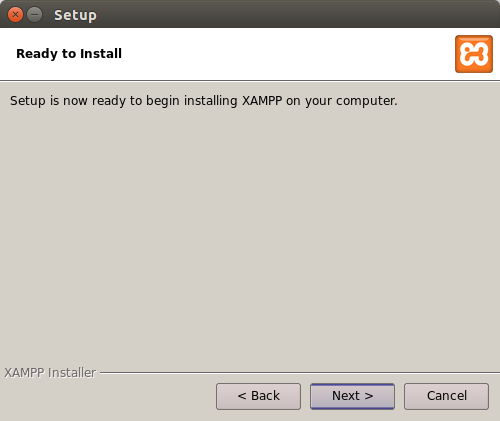 Setup
Ready to Install
Setup is now ready to begin installing XAMPP on your computer.
XAMPP Installer
< Back
Next >
Cancel